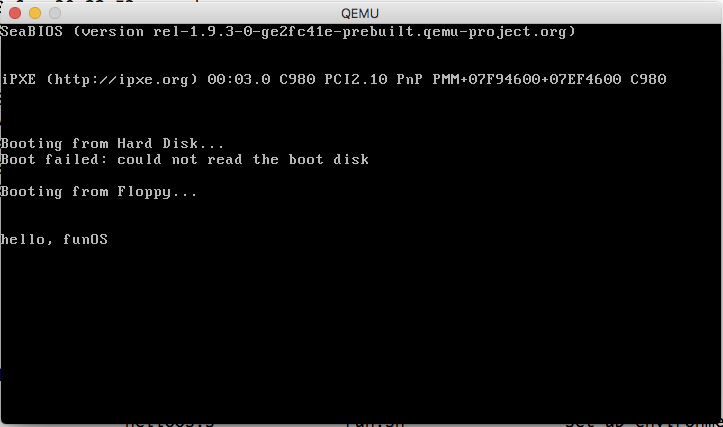 QEMU
SeaBIOS (version rel-1.9.3-0-ge2fc41e-prebuilt.qemu-project.org)
iPXE (http://ipxe.org) 00:03.0 C980 PCI2.10 PnP PMM+07F94600+07EF4600 C980
Booting from Hard Disk...
Boot failed: could not read the boot disk
Booting from Floppy...
hello, funOS